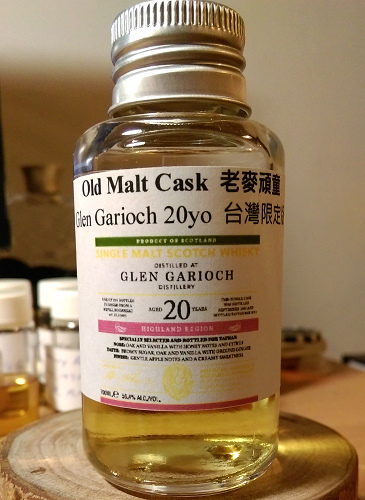 Old Malt Cask 老麥頑童
Glen Garioch 20yo 台灣限定
PRODUCT OF SCOTLAND
SINGLE MALT SCOTCH WHISKY
DISTILLED AT
GLEN GARIOCH
DISTILLERY
AGED 20 YEARS
HIGHLAND REGION
SPECIALLY SELECTED AND BOTTLED FOR TAIWAN
NOSE: OAK AND VANILLA WITH HONEY NOTES AND CITRUS
TASTE: BROWN SUGAR, OAK AND VANILLA WITH GROUND GINGER
FINISH: GENTLE APPLE NOTES AND A CREAMY SWEETNESS
700ML e
ALC./VOL.